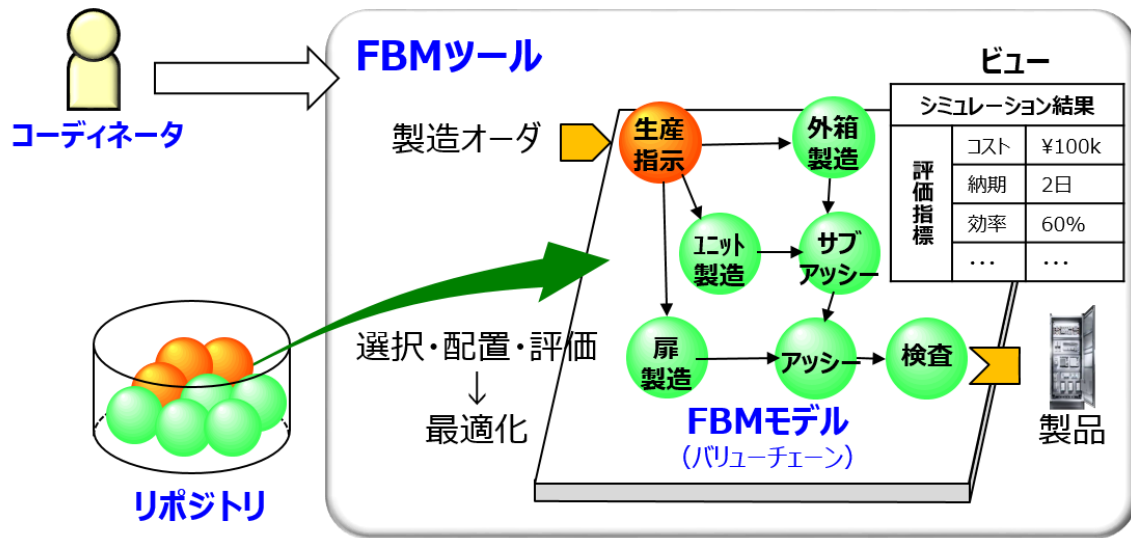 コーディネータ
FBMツール
ビュー
シミュレーション結果
評価指標
コスト
¥100k
納期
2日
効率
60%
...
...
製造オーダ
生産
指示
外箱
製造
ﾕﾆｯﾄ
製造
サブ
アッシー
扉
製造
アッシー
検査
選択・配置・評価
↓
最適化
FBMモデル
(バリューチェーン)
製品
リポジトリ